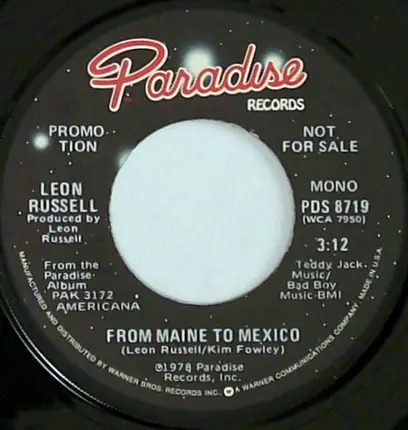 Paradise
RECORDS
PROMO
TION
NOT
FOR SALE
LEON
RUSSELL
Produced by
Leon
Russell
MONO
PDS 8719
(WCA 7950)
3:12
From the
Paradise
Album
PAK 3172
AMERICANA
Teddy Jack
Music/
Bad Boy
Music-BMI
FROM MAINE TO MEXICO
(Leon Russell/Kim Fowley)
℗1978 Paradise
Records, Inc.
MANUFACTURED AND DISTRIBUTED BY WARNER BROS. RECORDS INC., A WARNER COMMUNICATIONS COMPANY. MADE IN U.S.A.